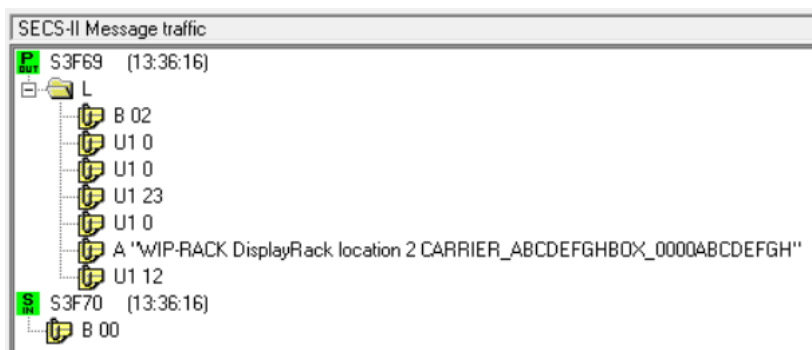 SECS-II Message traffic
P OUT S3F69 (13:36:16)
L
B 02
U1 0
U1 0
U1 23
U1 0
A "WIP-RACK DisplayRack location 2 CARRIER_ABCDEFGHBOX_0000ABCDEFGH"
U1 12
S IN S3F70 (13:36:16)
B 00